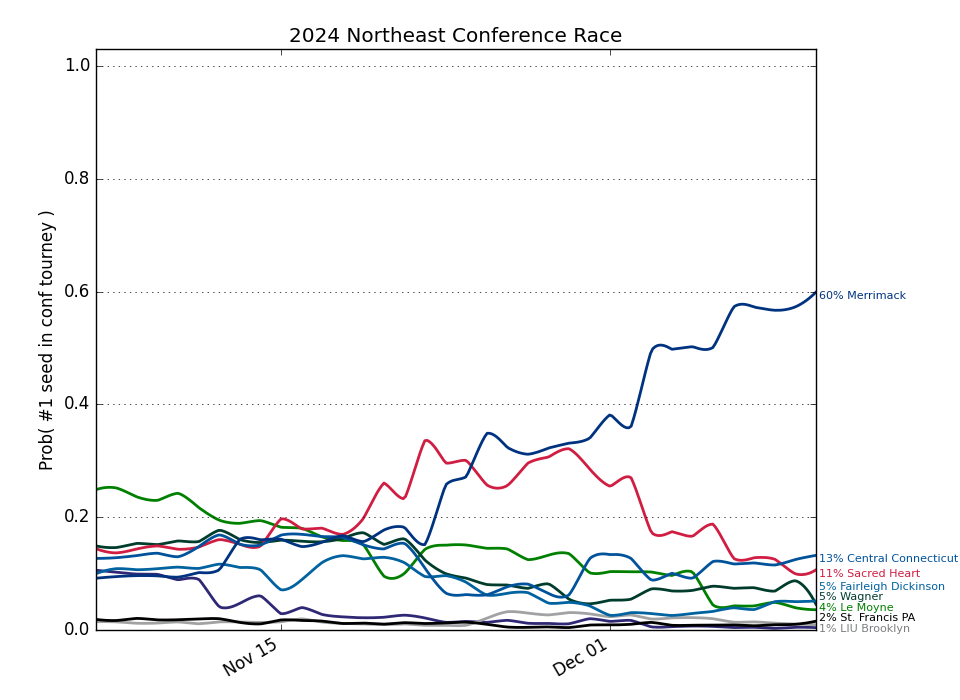 2024 Northeast Conference Race
Prob( #1 seed in conf tourney )
1.0
0.8
0.6
0.4
0.2
0.0
Nov 15
Dec 01
60% Merrimack
13% Central Connecticut
11% Sacred Heart
5% Fairleigh Dickinson
5% Wagner
4% Le Moyne
2% St. Francis PA
1% LIU Brooklyn